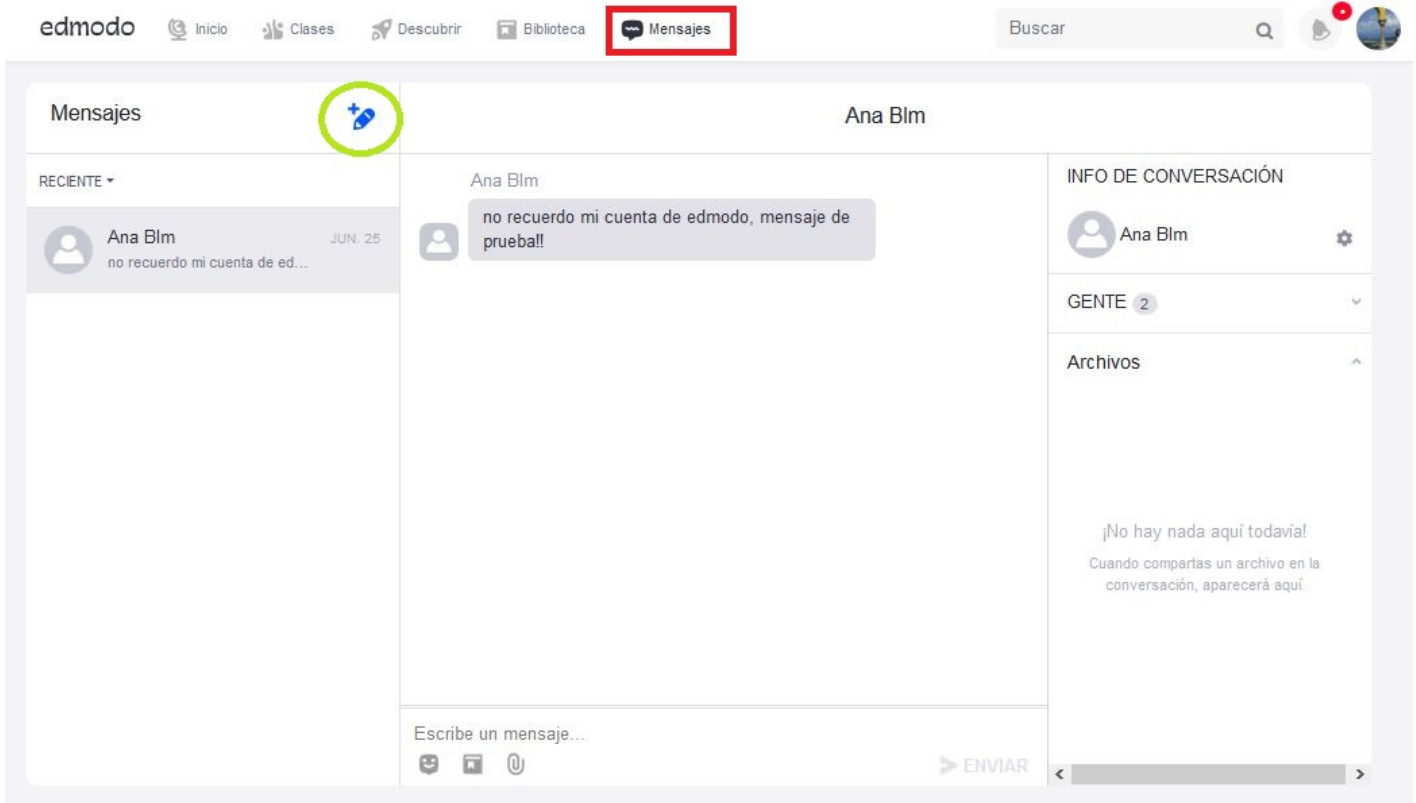 edmodo Inicio Clases Descubrir Biblioteca Mensajes Buscar
Mensajes
Ana Blm
RECIENTE
Ana Blm JUN. 25
no recuerdo mi cuenta de ed...
Ana Blm
no recuerdo mi cuenta de edmodo, mensaje de
prueba!!
Escribe un mensaje...
ENVIAR
INFO DE CONVERSACIÓN
Ana Blm
GENTE 2
Archivos
¡No hay nada aquí todavía!
Cuando compartas un archivo en la
conversación, aparecerá aquí.